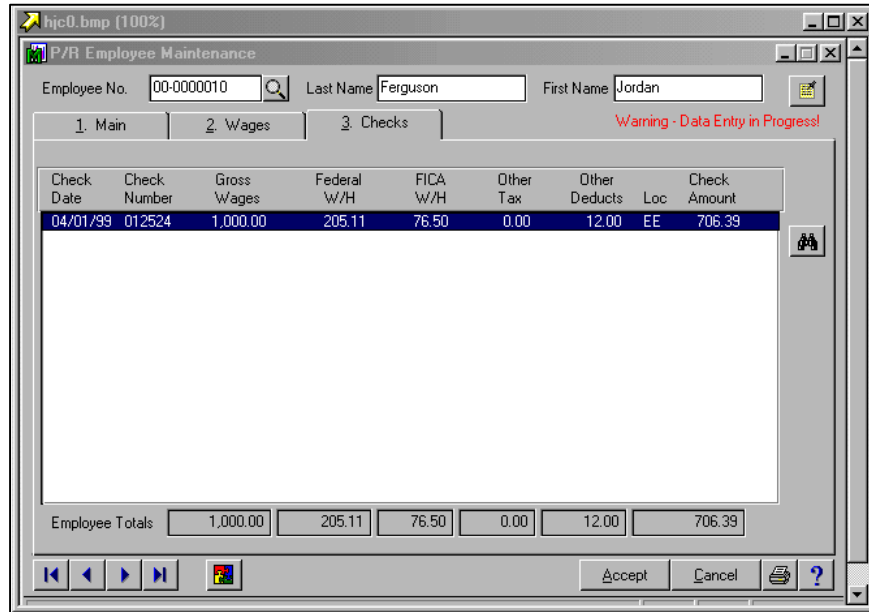 hjc0.bmp (100%)
P/R Employee Maintenance
Employee No. 00-0000010 Last Name Ferguson First Name Jordan
1. Main 2. Wages 3. Checks Warning - Data Entry in Progress!
Check Check Gross Federal FICA Other Other Check
Date Number Wages W/H W/H Tax Deducts Loc Amount
04/01/99 012524 1,000.00 205.11 76.50 0.00 12.00 EE 706.39
Employee Totals 1,000.00 205.11 76.50 0.00 12.00 706.39
Accept Cancel ?